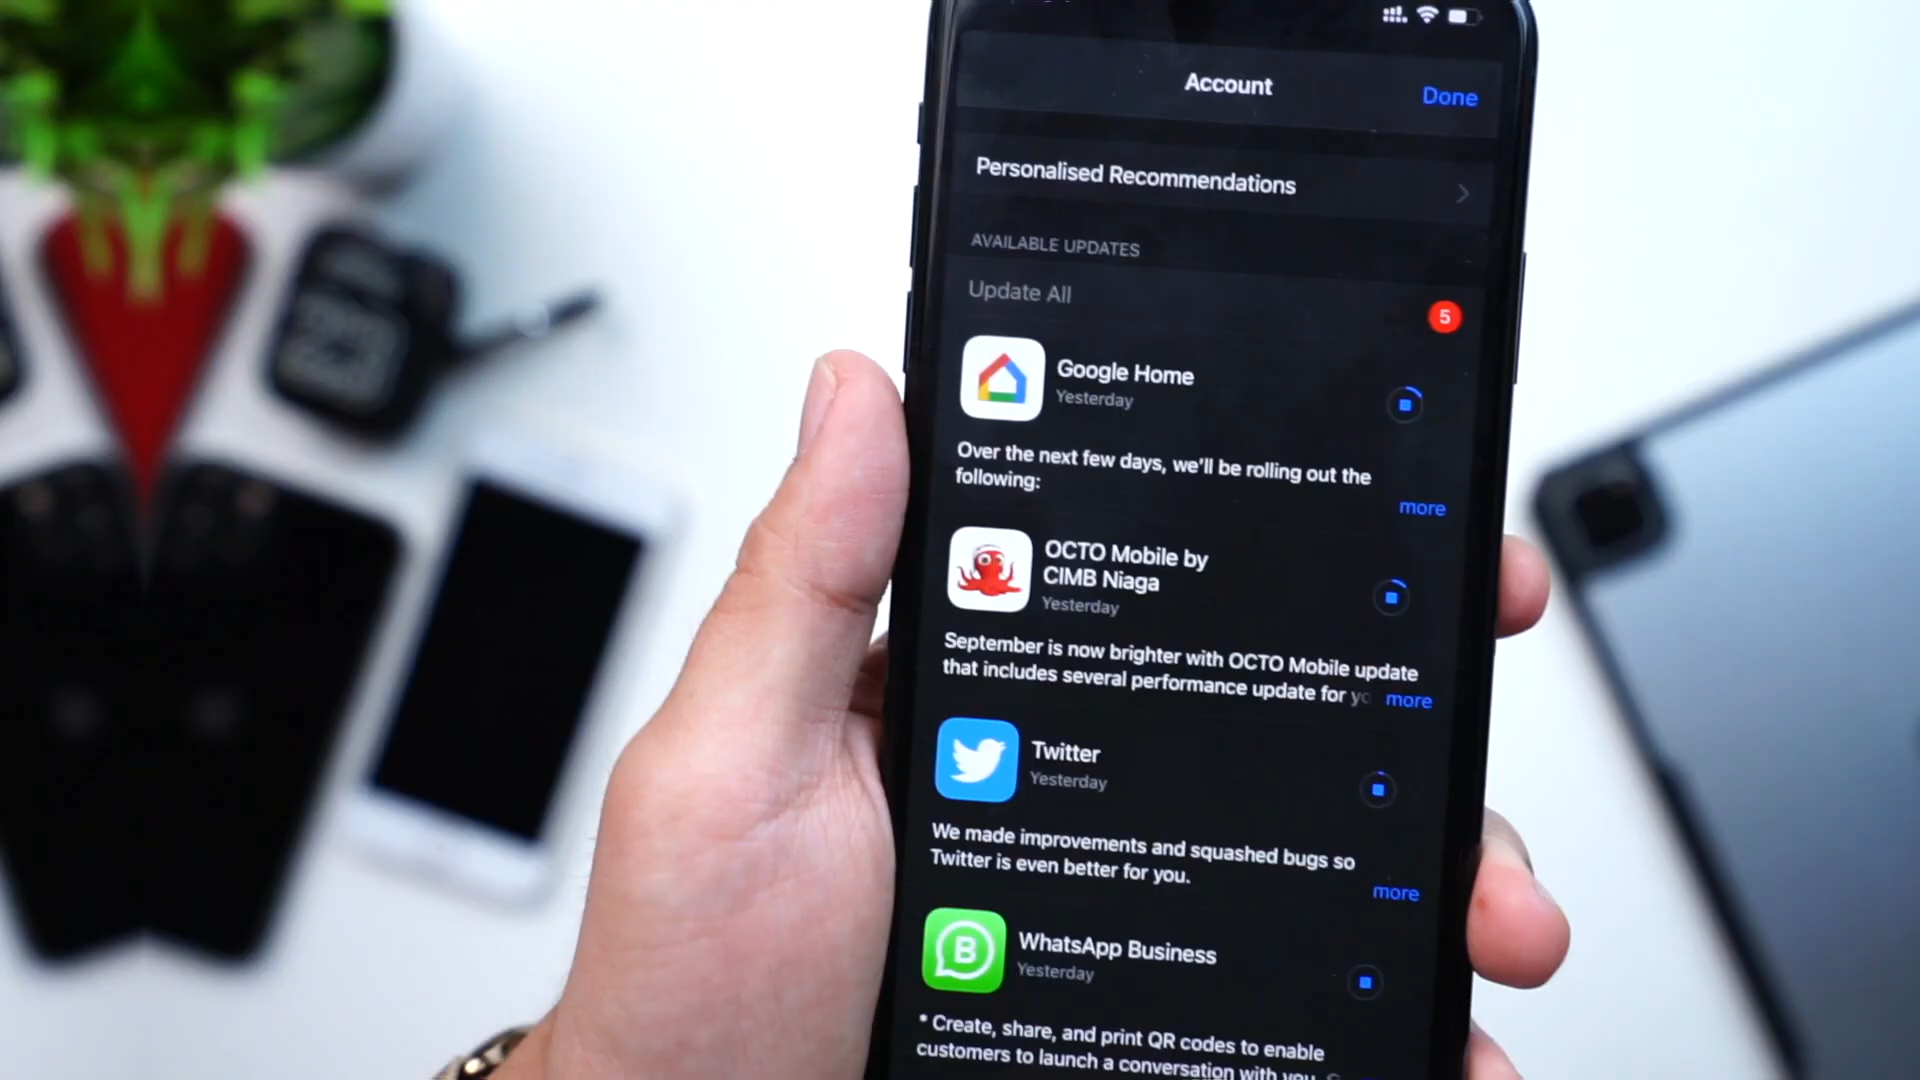 Account
Done
Personalised Recommendations
AVAILABLE UPDATES
Update All
5
Google Home
Yesterday
Over the next few days, we'll be rolling out the
following:
more
OCTO Mobile by
CIMB Niaga
Yesterday
September is now brighter with OCTO Mobile update
that includes several performance update for
more
Twitter
Yesterday
We made improvements and squashed bugs so
Twitter is even better for you.
more
B
WhatsApp Business
Yesterday
* Create, share, and print QR codes to enable
customers to launch a conversation with you